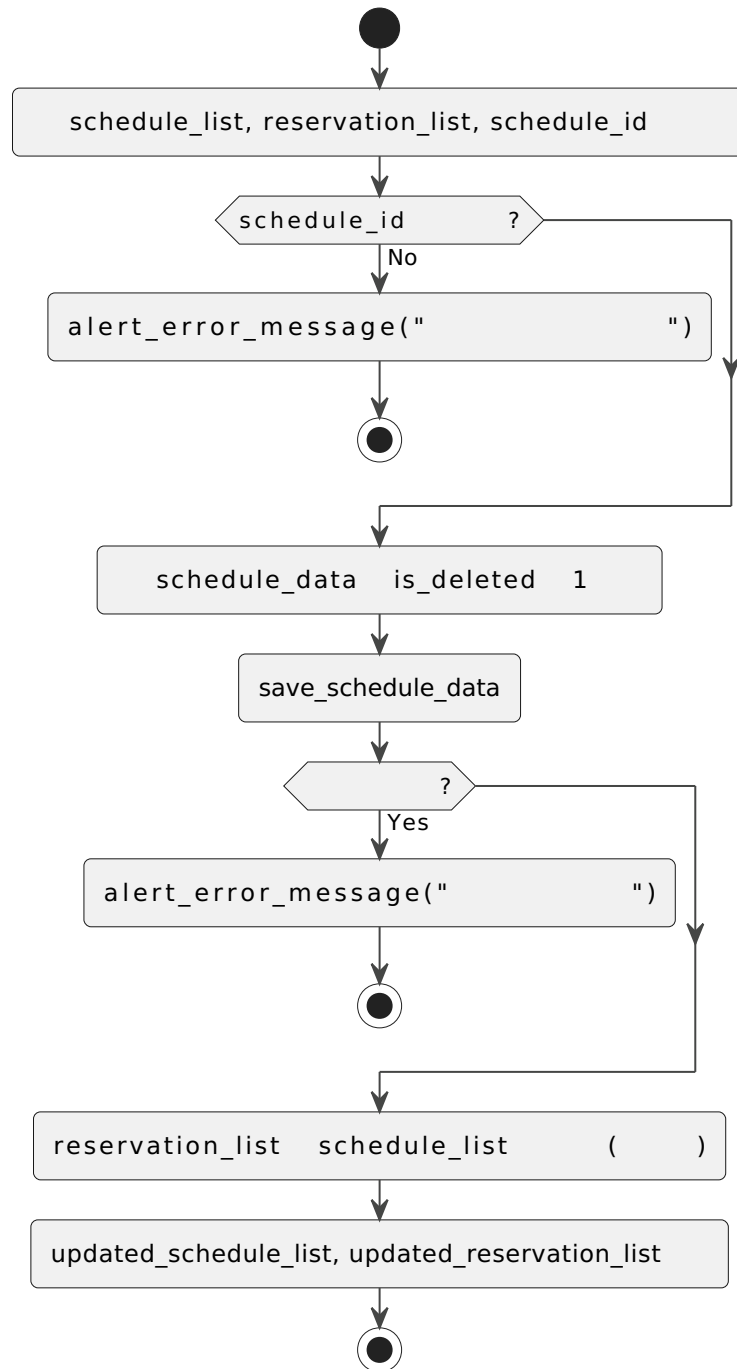 schedule_list, reservation_list, schedule_id
schedule_id ?
No
alert_error_message(" ")
schedule_data is_deleted 1
save_schedule_data
?
Yes
alert_error_message(" ")
reservation_list schedule_list ( )
updated_schedule_list, updated_reservation_list